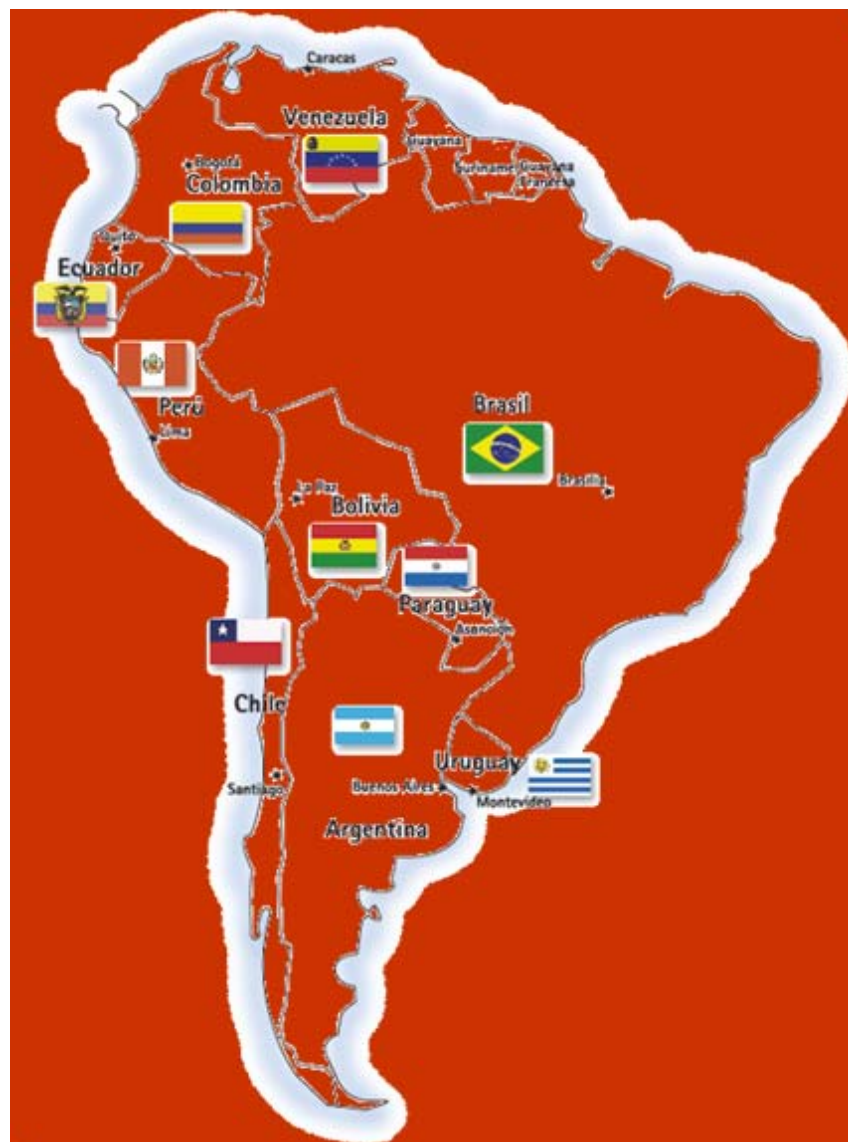 Caracas
Venezuela
Guayana
Suriname
Guayana
Francesa
Bogotá
Colombia
Quito
Ecuador
Perú
Lima
Brasil
Brasilia
La Paz
Bolivia
Paraguay
Asención
Chile
Santiago
Uruguay
Buenos Aires
Montevideo
Argentina